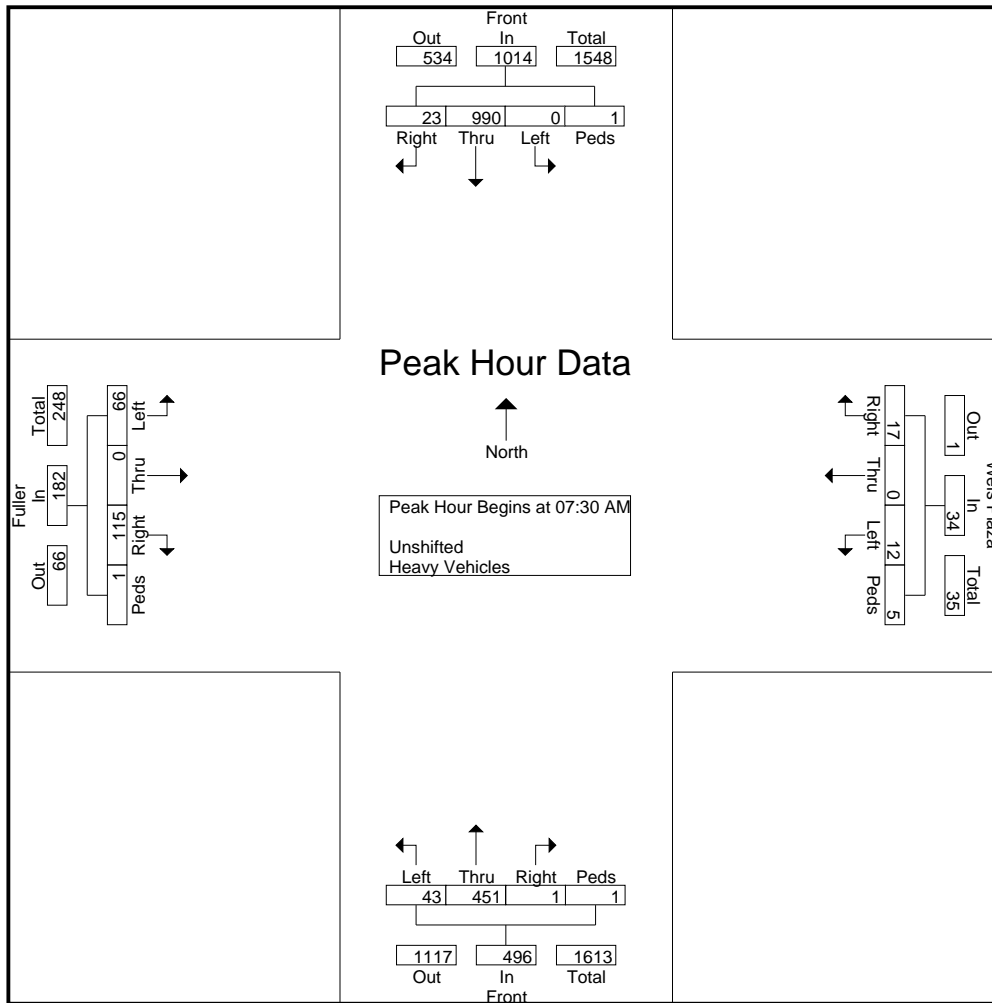 Front
Out In Total
534 1014 1548
23 990 0 1
Right Thru Left Peds
Peak Hour Data
North
Peak Hour Begins at 07:30 AM
Unshifted
Heavy Vehicles
Fuller
Out In Total
66 182 248
66 0 115 1
Left Thru Right Peds
Out In Total
1 34 35
17 0 12 5
Right Thru Left Peds
Left Thru Right Peds
43 451 1 1
1117 496 1613
Out In Total
Front